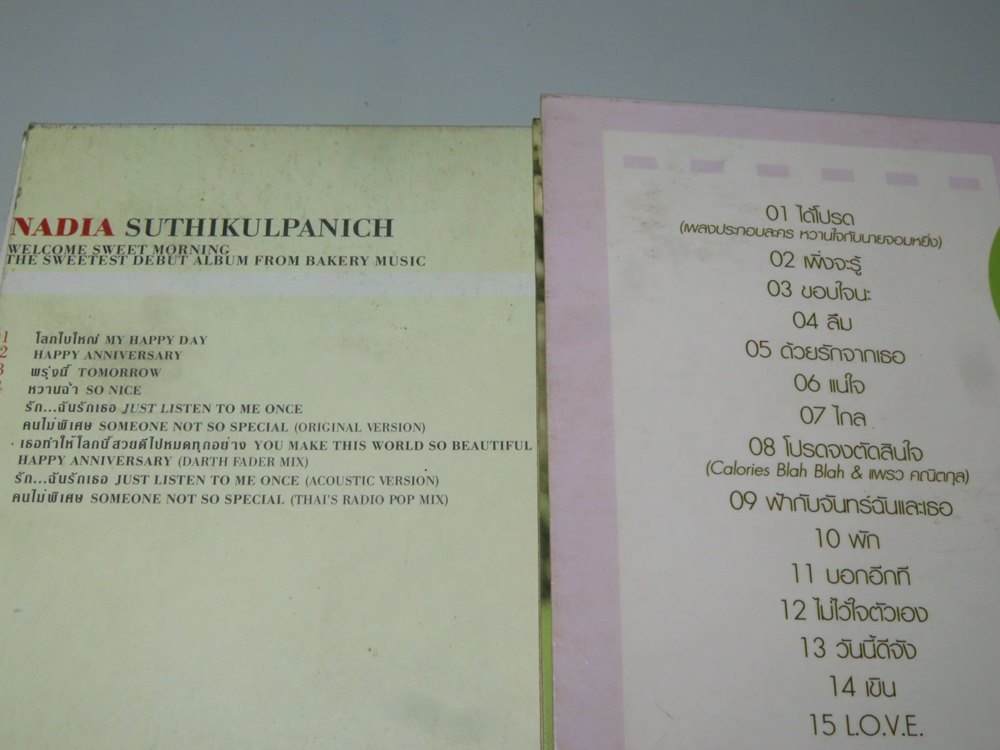 NADIA SUTHIKULPANICH
WELCOME SWEET MORNING
THE SWEETEST DEBUT ALBUM FROM BAKERY MUSIC
โลกใบใหญ่ MY HAPPY DAY
2 HAPPY ANNIVERSARY
3 พรุ่งนี้ TOMORROW
หวานฉ่ำ SO NICE
รัก...ฉันรักเธอ JUST LISTEN TO ME ONCE
คนไม่พิเศษ SOMEONE NOT SO SPECIAL (ORIGINAL VERSION)
เธอทำให้โลกนี้สวยดีไปหมดทุกอย่าง YOU MAKE THIS WORLD SO BEAUTIFUL
HAPPY ANNIVERSARY (DARTH FADER MIX)
รัก...ฉันรักเธอ JUST LISTEN TO ME ONCE (ACOUSTIC VERSION)
คนไม่พิเศษ SOMEONE NOT SO SPECIAL (THAI'S RADIO POP MIX)
01 ได้โปรด
(เพลงประกอบละคร หวานใจกับนายจอมหยิ่ง)
02 เพิ่งจะรู้
03 ขอบใจนะ
04 ลืม
05 ด้วยรักจากเธอ
06 แน่ใจ
07 ไกล
08 โปรดจงตัดสินใจ
(Calories Blah Blah & แพรว คณิตกุล)
09 ฟ้ากับจันทร์ฉันและเธอ
10 พัก
11 บอกอีกที
12 ไม่ไว้ใจตัวเอง
13 วันนี้ดีจัง
14 เขิน
15 L.O.V.E.